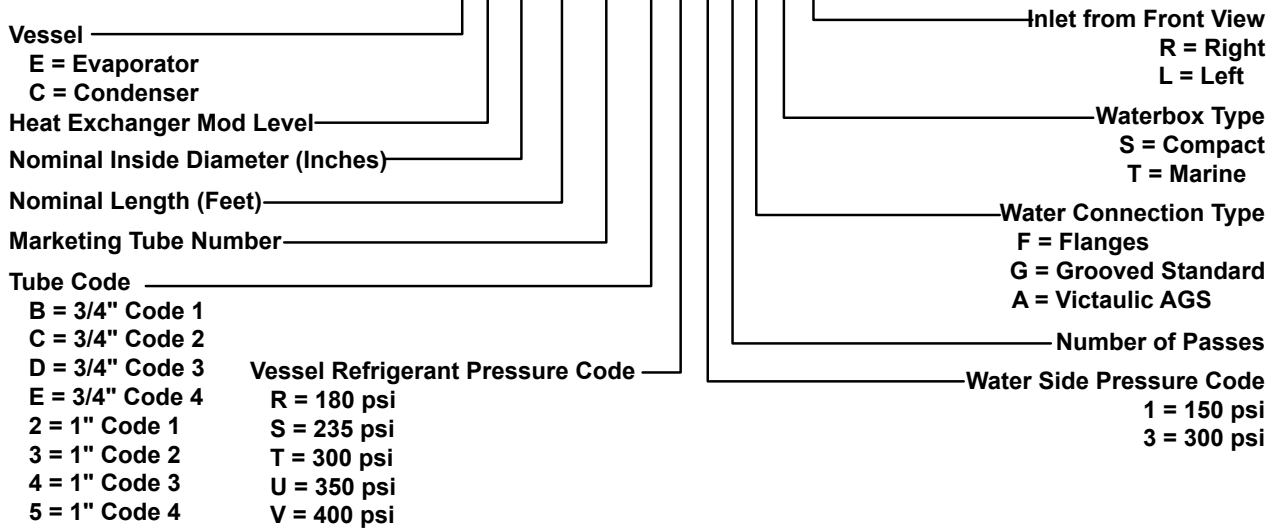 Vessel
E = Evaporator
C = Condenser
Heat Exchanger Mod Level
Nominal Inside Diameter (Inches)
Nominal Length (Feet)
Marketing Tube Number
Tube Code
B = 3/4" Code 1
C = 3/4" Code 2
D = 3/4" Code 3
E = 3/4" Code 4
2 = 1" Code 1
3 = 1" Code 2
4 = 1" Code 3
5 = 1" Code 4
Vessel Refrigerant Pressure Code
R = 180 psi
S = 235 psi
T = 300 psi
U = 350 psi
V = 400 psi
Inlet from Front View
R = Right
L = Left
Waterbox Type
S = Compact
T = Marine
Water Connection Type
F = Flanges
G = Grooved Standard
A = Victaulic AGS
Number of Passes
Water Side Pressure Code
1 = 150 psi
3 = 300 psi